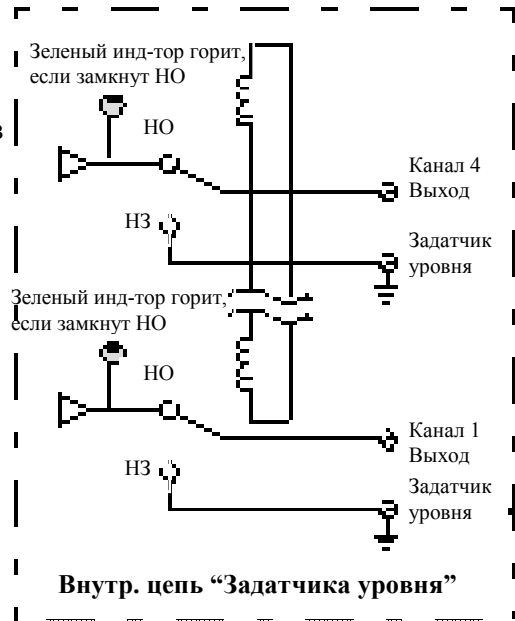 Зеленый инд-тор горит,
если замкнут НО
в
НО
Канал 4
Выход
НЗ
Задатчик
уровня
Зеленый инд-тор горит,
если замкнут НО
НО
Канал 1
Выход
НЗ
Задатчик
уровня
Внутр. цепь “Задатчика уровня”